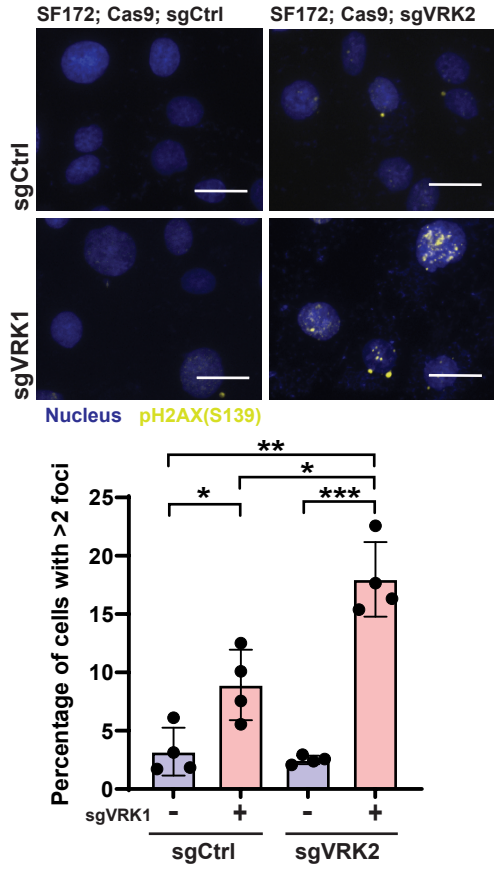 SF172; Cas9; sgCtrl SF172; Cas9; sgVRK2
sgCtrl
sgVRK1
Nucleus pH2AX(S139)
**
*
* ***
Percentage of cells with >2 foci
25
20
15
10
5
0
sgVRK1 - + - +
sgCtrl sgVRK2